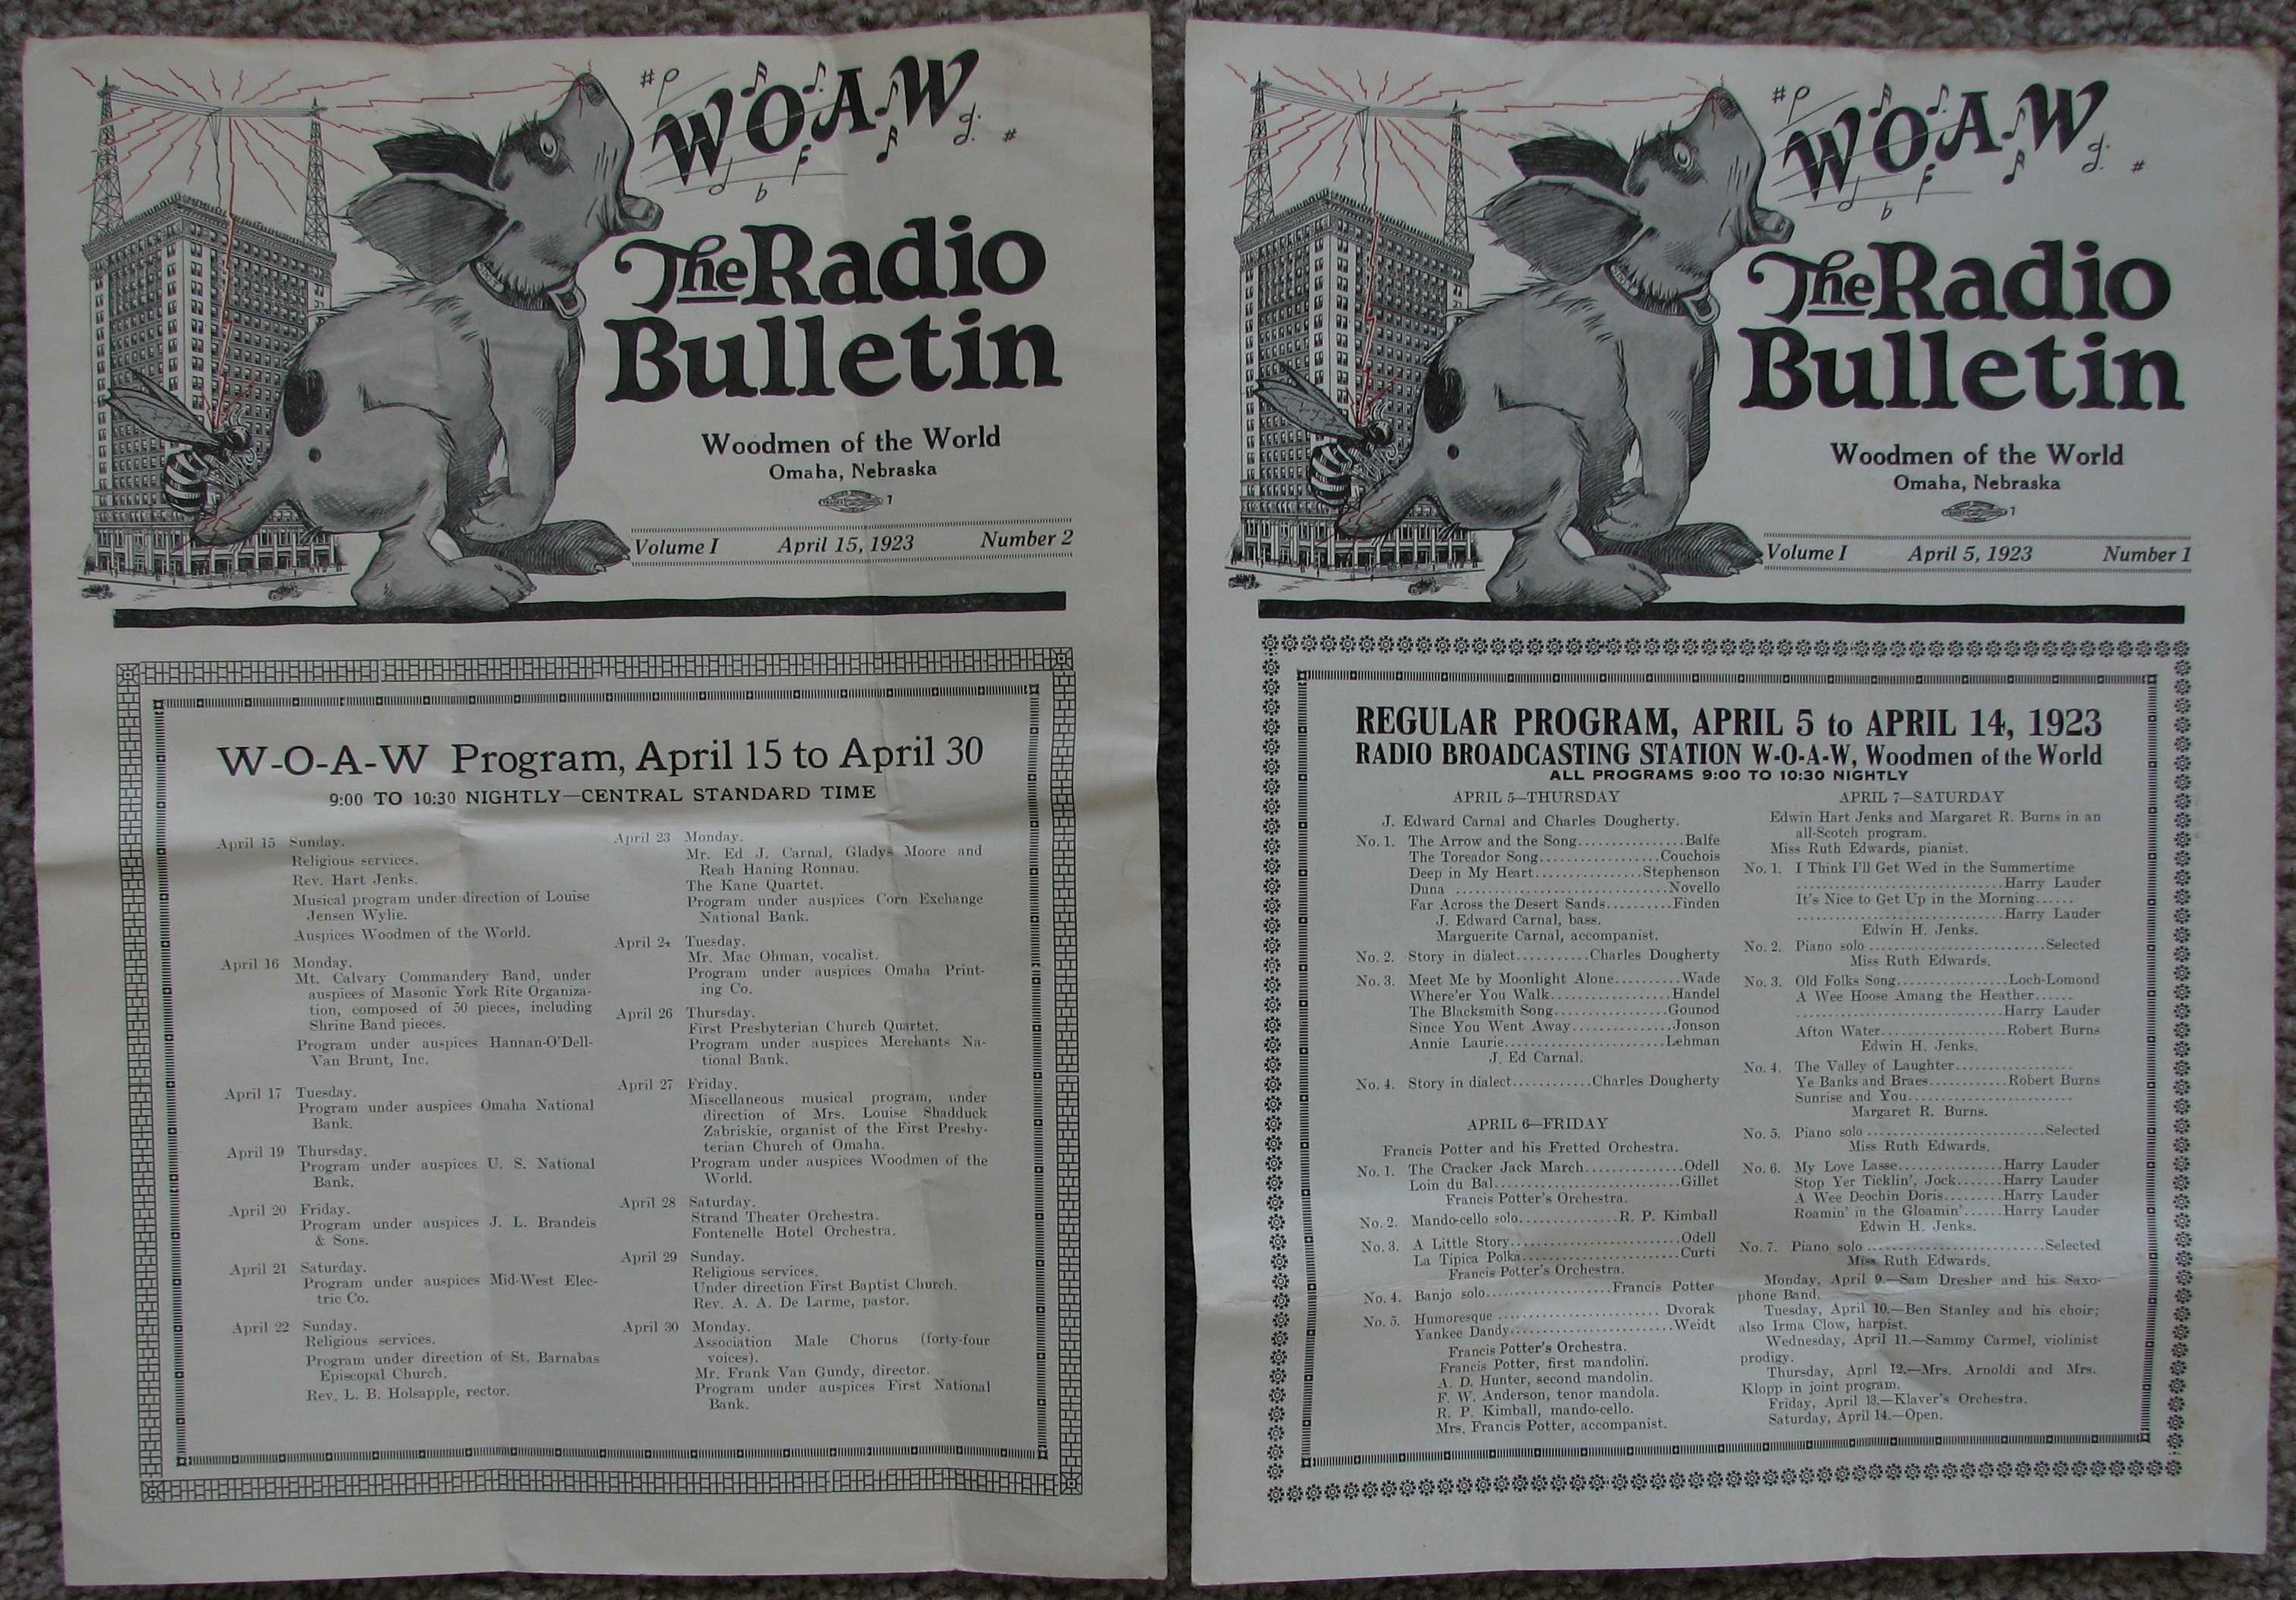 W-O-A-W
The Radio
Bulletin
Woodmen of the World
Omaha, Nebraska
Volume I April 15, 1923 Number 2
W-O-A-W Program, April 15 to April 30
9:00 TO 10:30 NIGHTLY—CENTRAL STANDARD TIME
April 15 Sunday.
Religious services.
Rev. Hart Jenks.
Musical program under direction of Louise
Jensen Wylie.
Auspices Woodmen of the World.
April 16 Monday.
Mt. Calvary Commandery Band, under
auspices of Masonic York Rite Organiza-
tion, composed of 50 pieces, including
Shrine Band pieces.
Program under auspices Hannan-O'Dell-
Van Brunt, Inc.
April 17 Tuesday.
Program under auspices Omaha National
Bank.
April 19 Thursday.
Program under auspices U. S. National
Bank.
April 20 Friday.
Program under auspices J. L. Brandeis
& Sons.
April 21 Saturday.
Program under auspices Mid-West Elec-
tric Co.
April 22 Sunday.
Religious services.
Program under direction of St. Barnabas
Episcopal Church.
Rev. L. B. Holsapple, rector.
April 23 Monday.
Mr. Ed J. Carnal, Gladys Moore and
Reah Haning Ronnau.
The Kane Quartet.
Program under auspices Corn Exchange
National Bank.
April 24 Tuesday.
Mr. Mac Ohman, vocalist.
Program under auspices Omaha Print-
ing Co.
April 26 Thursday.
First Presbyterian Church Quartet.
Program under auspices Merchants Na-
tional Bank.
April 27 Friday.
Miscellaneous musical program, under
direction of Mrs. Louise Shadduck
Zabriskie, organist of the First Presby-
terian Church of Omaha.
Program under auspices Woodmen of the
World.
April 28 Saturday.
Strand Theater Orchestra.
Fontenelle Hotel Orchestra.
April 29 Sunday.
Religious services.
Under direction First Baptist Church.
Rev. A. A. De Larme, pastor.
April 30 Monday.
Association Male Chorus (forty-four
voices).
Mr. Frank Van Gundy, director.
Program under auspices First National
Bank.
W-O-A-W
The Radio
Bulletin
Woodmen of the World
Omaha, Nebraska
Volume I April 5, 1923 Number 1
REGULAR PROGRAM, APRIL 5 to APRIL 14, 1923
RADIO BROADCASTING STATION W-O-A-W, Woodmen of the World
ALL PROGRAMS 9:00 TO 10:30 NIGHTLY
APRIL 5—THURSDAY
J. Edward Carnal and Charles Dougherty.
No. 1. The Arrow and the Song...............Balfe
The Toreador Song..................Couchois
Deep in My Heart................Stephenson
Duna ................................Novello
Far Across the Desert Sands..........Finden
J. Edward Carnal, bass.
Marguerite Carnal, accompanist.
No. 2. Story in dialect...........Charles Dougherty
No. 3. Meet Me by Moonlight Alone..........Wade
Where'er You Walk..................Handel
The Blacksmith Song................Gounod
Since You Went Away...............Jonson
Annie Laurie........................Lehman
J. Ed Carnal.
No. 4. Story in dialect............Charles Dougherty
APRIL 6—FRIDAY
Francis Potter and his Fretted Orchestra.
No. 1. The Cracker Jack March...............Odell
Loin du Bal............................Gillet
Francis Potter's Orchestra.
No. 2. Mando-cello solo...............R. P. Kimball
No. 3. A Little Story..........................Odell
La Tipica Polka........................Curti
Francis Potter's Orchestra.
No. 4. Banjo solo...................Francis Potter
No. 5. Humoresque ........................ Dvorak
Yankee Dandy.........................Weidt
Francis Potter's Orchestra.
Francis Potter, first mandolin.
A. D. Hunter, second mandolin.
F. W. Anderson, tenor mandola.
R. P. Kimball, mando-cello.
Mrs. Francis Potter, accompanist.
APRIL 7—SATURDAY
Edwin Hart Jenks and Margaret R. Burns in an
all-Scotch program.
Miss Ruth Edwards, pianist.
No. 1. I Think I'll Get Wed in the Summertime
...............................Harry Lauder
It's Nice to Get Up in the Morning......
...............................Harry Lauder
Edwin H. Jenks.
No. 2. Piano solo ..........................Selected
Miss Ruth Edwards.
No. 3. Old Folks Song.................Loch-Lomond
A Wee Hoose Amang the Heather......
...............................Harry Lauder
Afton Water...................Robert Burns
Edwin H. Jenks.
No. 4. The Valley of Laughter..................
Ye Banks and Braes............Robert Burns
Sunrise and You.........................
Margaret R. Burns.
No. 5. Piano solo ..........................Selected
Miss Ruth Edwards.
No. 6. My Love Lasse................Harry Lauder
Stop Yer Ticklin', Jock.......Harry Lauder
A Wee Deochin Doris.........Harry Lauder
Roamin' in the Gloamin'......Harry Lauder
Edwin H. Jenks.
No. 7. Piano solo ..........................Selected
Miss Ruth Edwards.
Monday, April 9.—Sam Dresher and his Saxo-
phone Band.
Tuesday, April 10.—Ben Stanley and his choir;
also Irma Clow, harpist.
Wednesday, April 11.—Sammy Carmel, violinist
prodigy.
Thursday, April 12.—Mrs. Arnoldi and Mrs.
Klopp in joint program.
Friday, April 13.—Klaver's Orchestra.
Saturday, April 14.—Open.